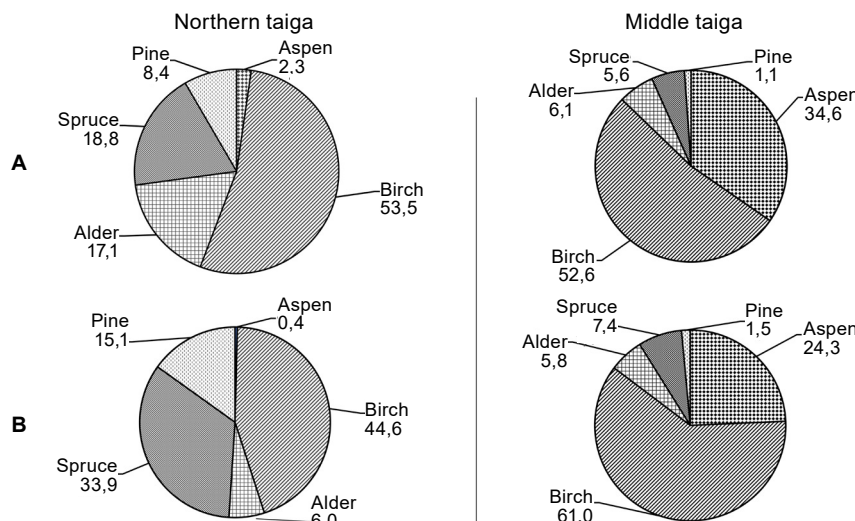 Northern taiga
Middle taiga
A
Pine
8,4
Aspen
2,3
Spruce
18,8
Birch
53,5
Alder
17,1
Spruce
5,6
Pine
1,1
Alder
6,1
Aspen
34,6
Birch
52,6
B
Pine
15,1
Aspen
0,4
Birch
44,6
Spruce
33,9
Alder
6,0
Spruce
7,4
Pine
1,5
Alder
5,8
Aspen
24,3
Birch
61,0